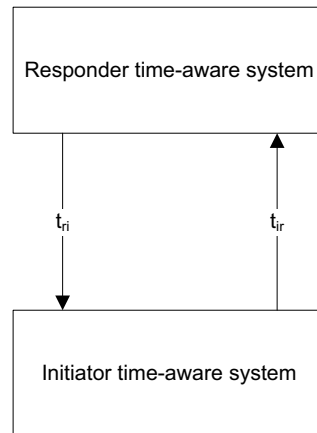 Responder time-aware system
tri
tir
Initiator time-aware system